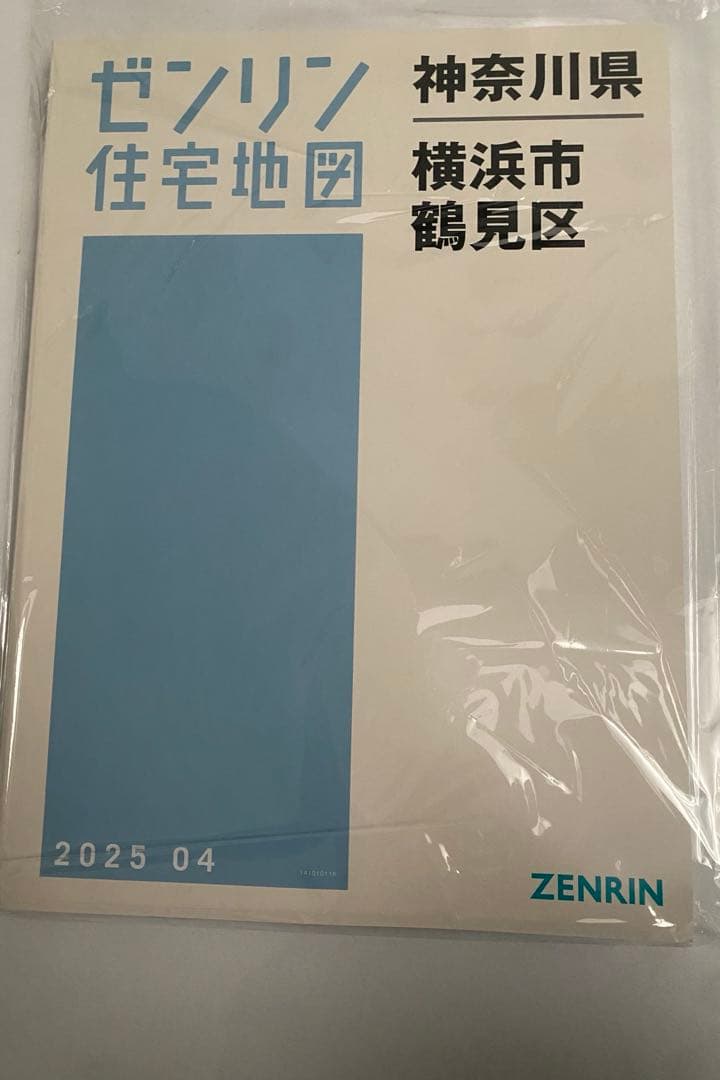 ゼンリン
住宅地図
神奈川県
横浜市
鶴見区
2025 04
ZENRIN